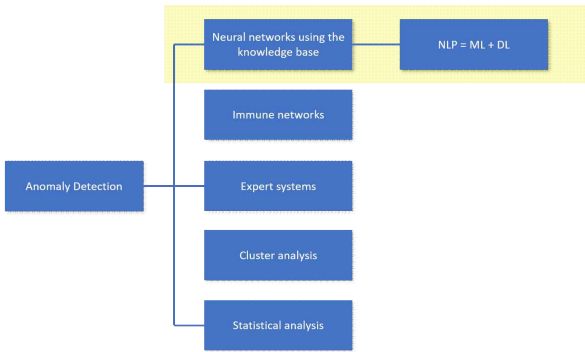 Neural networks using the
knowledge base
NLP = ML + DL
Immune networks
Anomaly Detection
Expert systems
Cluster analysis
Statistical analysis